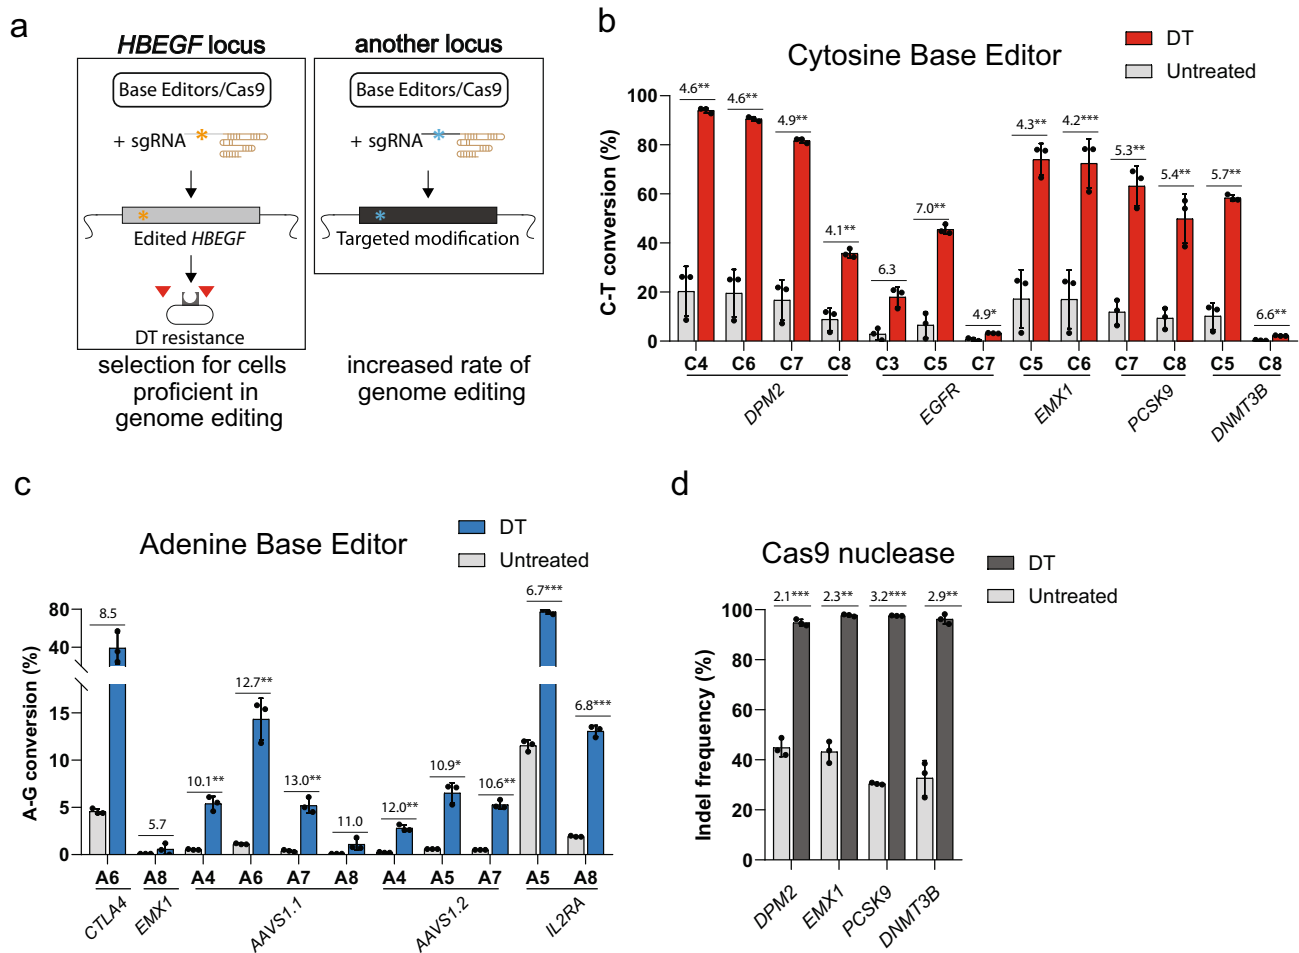 a
HBEGF locus
another locus
Base Editors/Cas9
Base Editors/Cas9
+ sgRNA
*
+ sgRNA
*
*
*
Edited HBEGF
Targeted modification
DT resistance
selection for cells
proficient in
genome editing
increased rate of
genome editing
b
Cytosine Base Editor
DT
Untreated
C-T conversion (%)
100
80
60
40
20
0
4.6**
4.6**
4.9**
4.1**
6.3
7.0**
4.9*
4.3**
4.2***
5.3**
5.4**
5.7**
6.6**
C4 C6 C7 C8 C3 C5 C7 C5 C6 C7 C8 C5 C8
DPM2
EGFR
EMX1
PCSK9
DNMT3B
c
Adenine Base Editor
DT
Untreated
A-G conversion (%)
80
40
15
10
5
0
8.5
5.7
10.1**
12.7**
13.0**
11.0
12.0**
10.9*
10.6**
6.7***
6.8***
A6 A8 A4 A6 A7 A8 A4 A5 A7 A5 A8
CTLA4
EMX1
AAVS1.1
AAVS1.2
IL2RA
d
Cas9 nuclease
DT
Untreated
Indel frequency (%)
100
80
60
40
20
0
2.1***
2.3**
3.2***
2.9**
DPM2
EMX1
PCSK9
DNMT3B